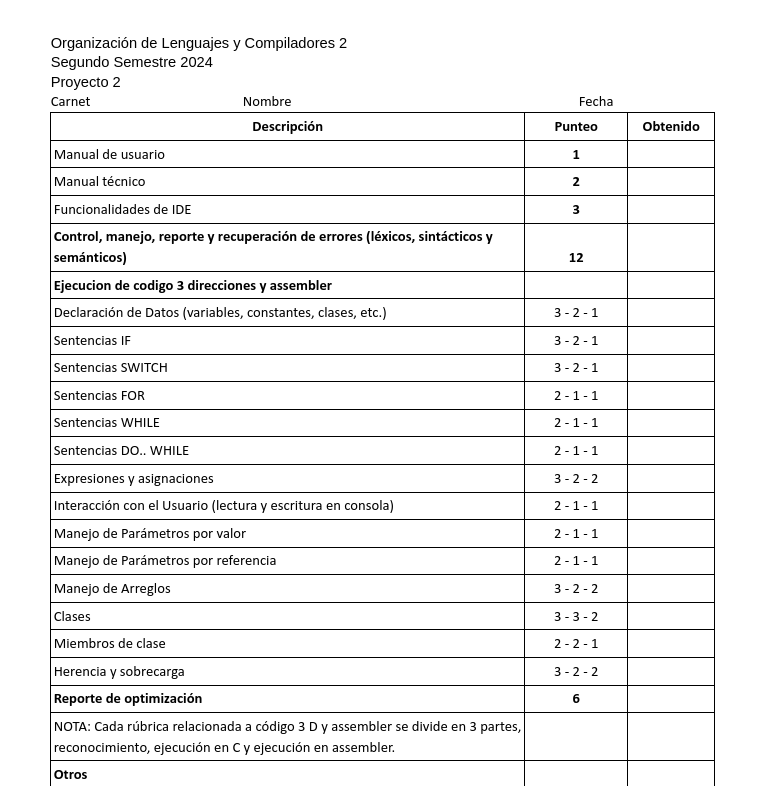 Organización de Lenguajes y Compiladores 2
Segundo Semestre 2024
Proyecto 2
Carnet Nombre Fecha
Descripción Punteo Obtenido
Manual de usuario 1
Manual técnico 2
Funcionalidades de IDE 3
Control, manejo, reporte y recuperación de errores (léxicos, sintácticos y
semánticos) 12
Ejecucion de codigo 3 direcciones y assembler
Declaración de Datos (variables, constantes, clases, etc.) 3 - 2 - 1
Sentencias IF 3 - 2 - 1
Sentencias SWITCH 3 - 2 - 1
Sentencias FOR 2 - 1 - 1
Sentencias WHILE 2 - 1 - 1
Sentencias DO.. WHILE 2 - 1 - 1
Expresiones y asignaciones 3 - 2 - 2
Interacción con el Usuario (lectura y escritura en consola) 2 - 1 - 1
Manejo de Parámetros por valor 2 - 1 - 1
Manejo de Parámetros por referencia 2 - 1 - 1
Manejo de Arreglos 3 - 2 - 2
Clases 3 - 3 - 2
Miembros de clase 2 - 2 - 1
Herencia y sobrecarga 3 - 2 - 2
Reporte de optimización 6
NOTA: Cada rúbrica relacionada a código 3 D y assembler se divide en 3 partes,
reconocimiento, ejecución en C y ejecución en assembler.
Otros